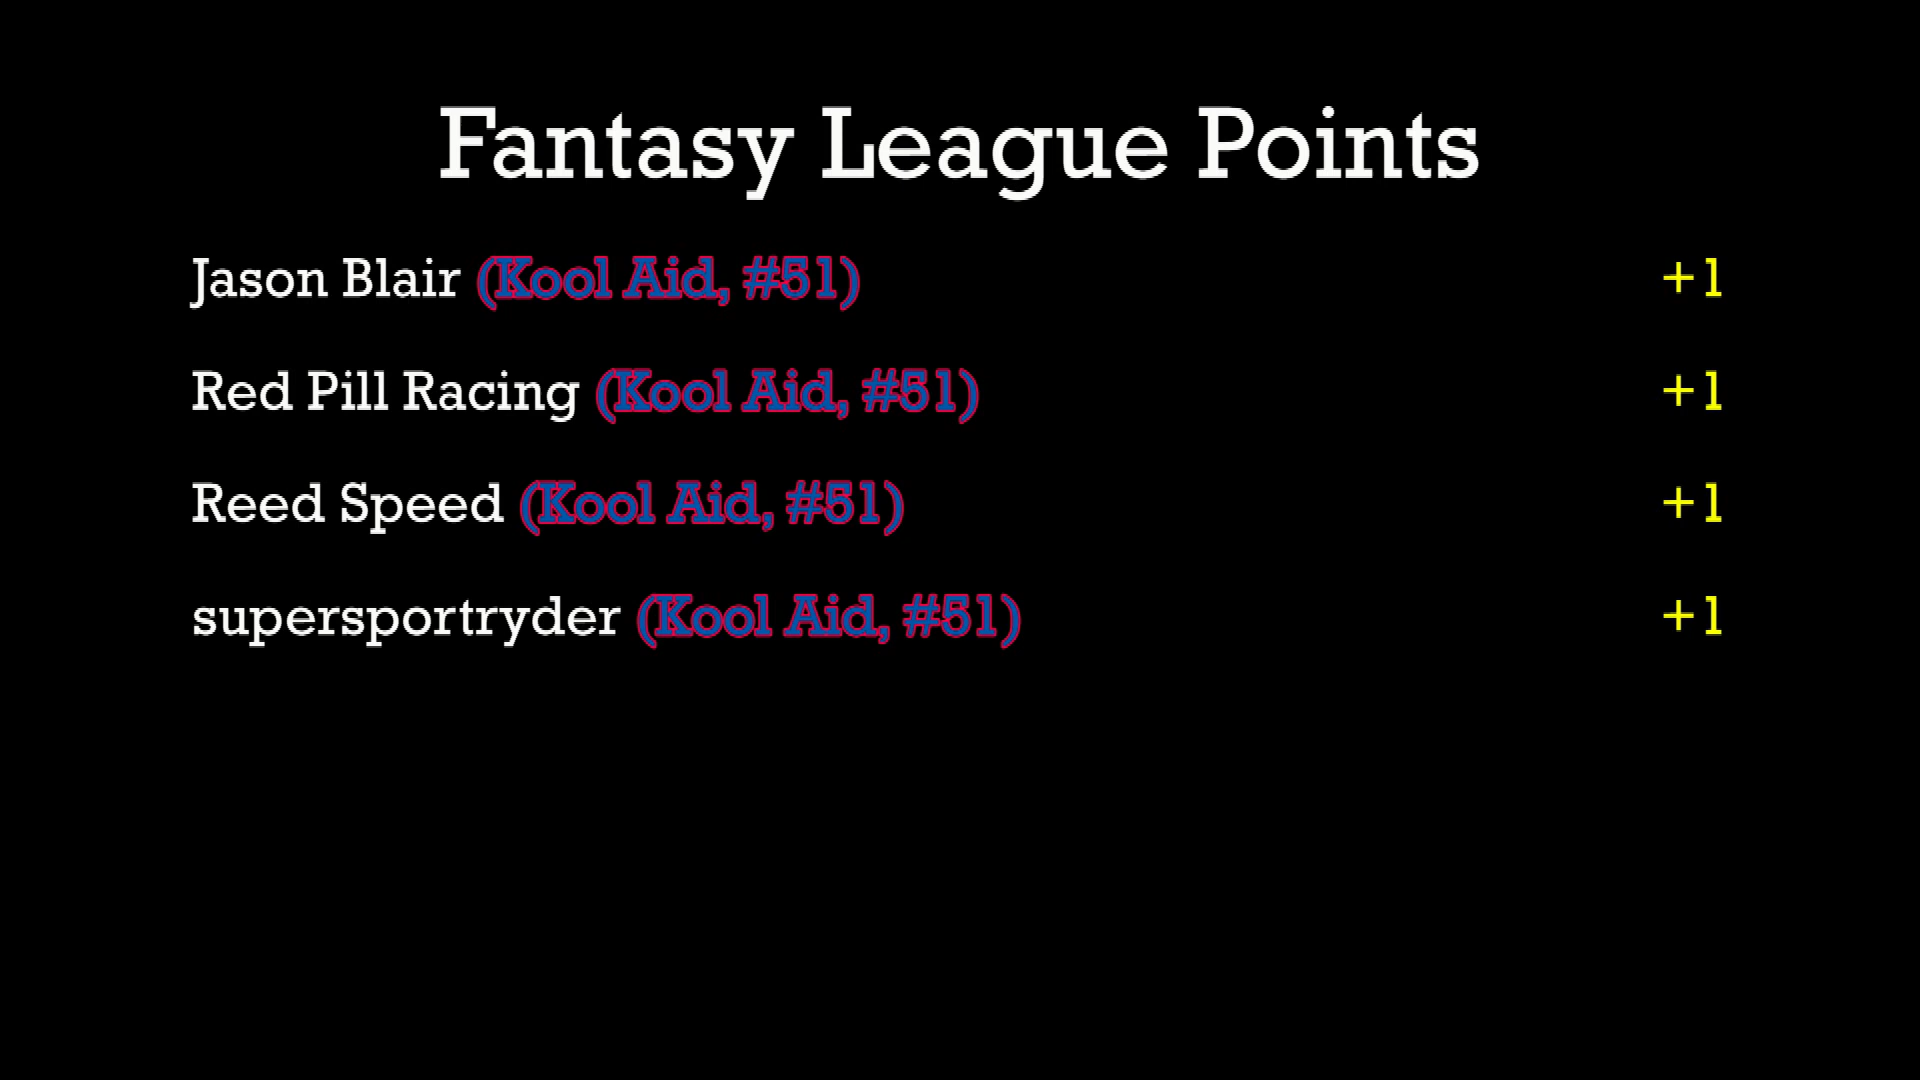 Fantasy League Points
Jason Blair (Kool Aid, #51) +1
Red Pill Racing (Kool Aid, #51) +1
Reed Speed (Kool Aid, #51) +1
supersportryder (Kool Aid, #51) +1